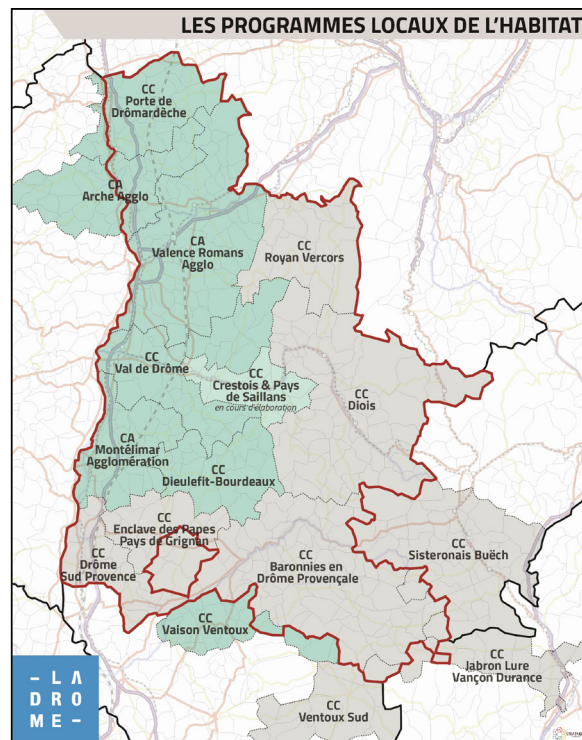 LES PROGRAMMES LOCAUX DE L'HABITAT
CC
Porte de
Drômardèche
CA
Arche Agglo
CA
Valence Romans
Agglo
CC
Royan Vercors
CC
Val de Drôme
CC
Crestois & Pays
de Saillans
en cours d'élaboration
CC
Diois
CA
Montélimar
Agglomération
CC
Dieulefit-Bourdeaux
CC
Enclave des Papes
Pays de Grignan
CC
Drôme
Sud Provence
CC
Baronnies en
Drôme Provençale
CC
Sisteronais Buëch
CC
Vaison Ventoux
CC
Jabron Lure
Vançon Durance
CC
Ventoux Sud
– L A
D R O
M E –